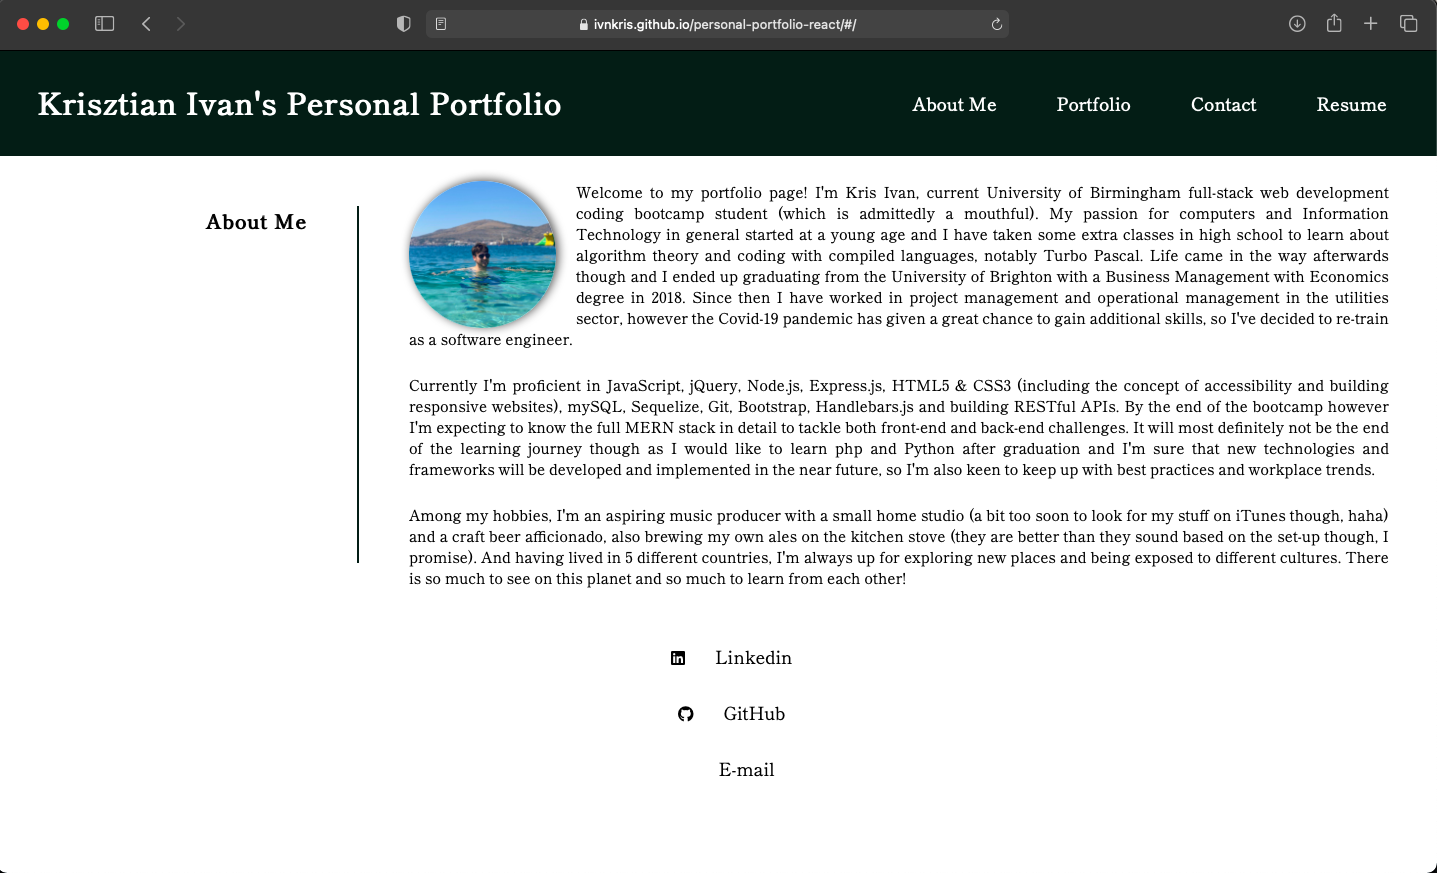 ivnkris.github.io/personal-portfolio-react/#/
Krisztian Ivan's Personal Portfolio
About Me
Portfolio
Contact
Resume
About Me
Welcome to my portfolio page! I'm Kris Ivan, current University of Birmingham full-stack web development
coding bootcamp student (which is admittedly a mouthful). My passion for computers and Information
Technology in general started at a young age and I have taken some extra classes in high school to learn about
algorithm theory and coding with compiled languages, notably Turbo Pascal. Life came in the way afterwards
though and I ended up graduating from the University of Brighton with a Business Management with Economics
degree in 2018. Since then I have worked in project management and operational management in the utilities
sector, however the Covid-19 pandemic has given a great chance to gain additional skills, so I've decided to re-train
as a software engineer.
Currently I'm proficient in JavaScript, jQuery, Node.js, Express.js, HTML5 & CSS3 (including the concept of accessibility and building
responsive websites), mySQL, Sequelize, Git, Bootstrap, Handlebars.js and building RESTful APIs. By the end of the bootcamp however
I'm expecting to know the full MERN stack in detail to tackle both front-end and back-end challenges. It will most definitely not be the end
of the learning journey though as I would like to learn php and Python after graduation and I'm sure that new technologies and
frameworks will be developed and implemented in the near future, so I'm also keen to keep up with best practices and workplace trends.
Among my hobbies, I'm an aspiring music producer with a small home studio (a bit too soon to look for my stuff on iTunes though, haha)
and a craft beer afficionado, also brewing my own ales on the kitchen stove (they are better than they sound based on the set-up though, I
promise). And having lived in 5 different countries, I'm always up for exploring new places and being exposed to different cultures. There
is so much to see on this planet and so much to learn from each other!
Linkedin
GitHub
E-mail